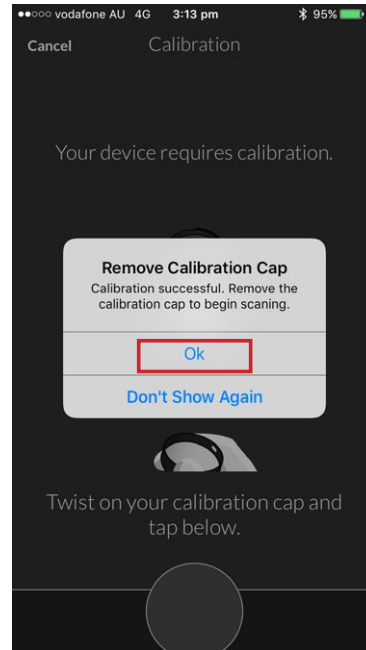 vodafone AU 4G 3:13 pm 95%
Cancel Calibration
Your device requires calibration.
Remove Calibration Cap
Calibration successful. Remove the
calibration cap to begin scaning.
Ok
Don't Show Again
Twist on your calibration cap and
tap below.